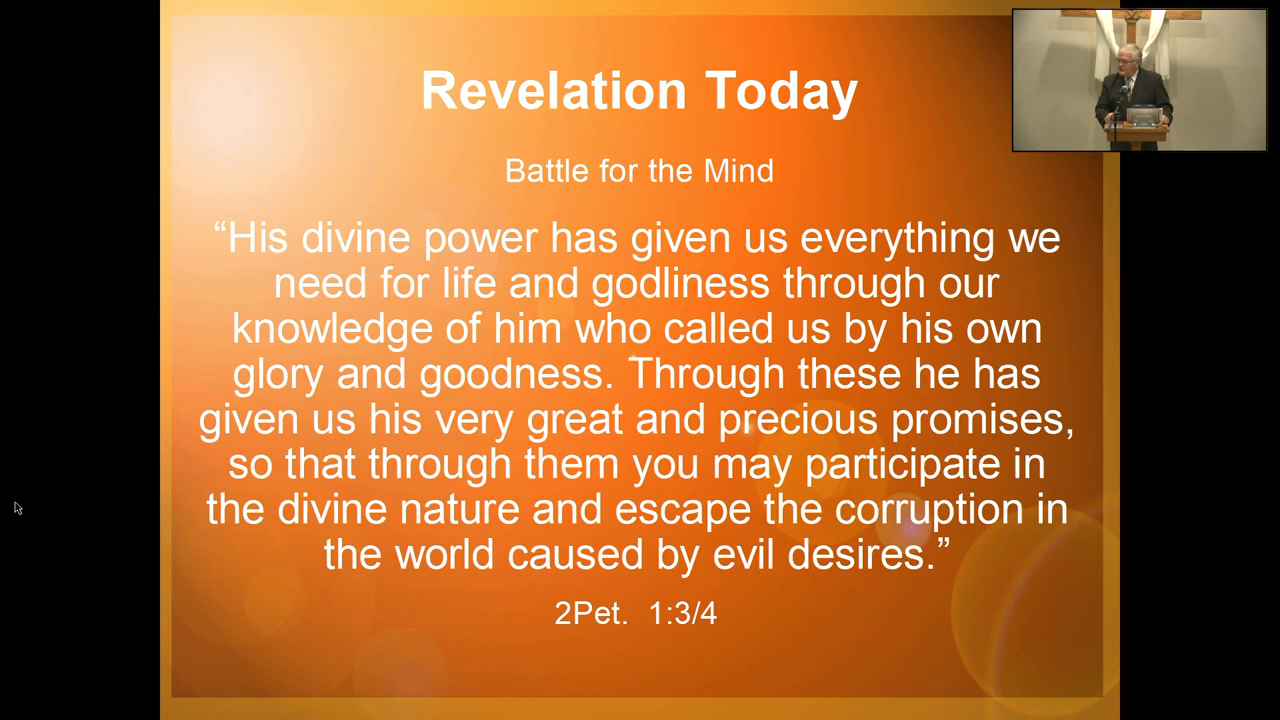 Revelation Today
Battle for the Mind
“His divine power has given us everything we
need for life and godliness through our
knowledge of him who called us by his own
glory and goodness. Through these he has
given us his very great and precious promises,
so that through them you may participate in
the divine nature and escape the corruption in
the world caused by evil desires.”
2Pet.  1:3/4